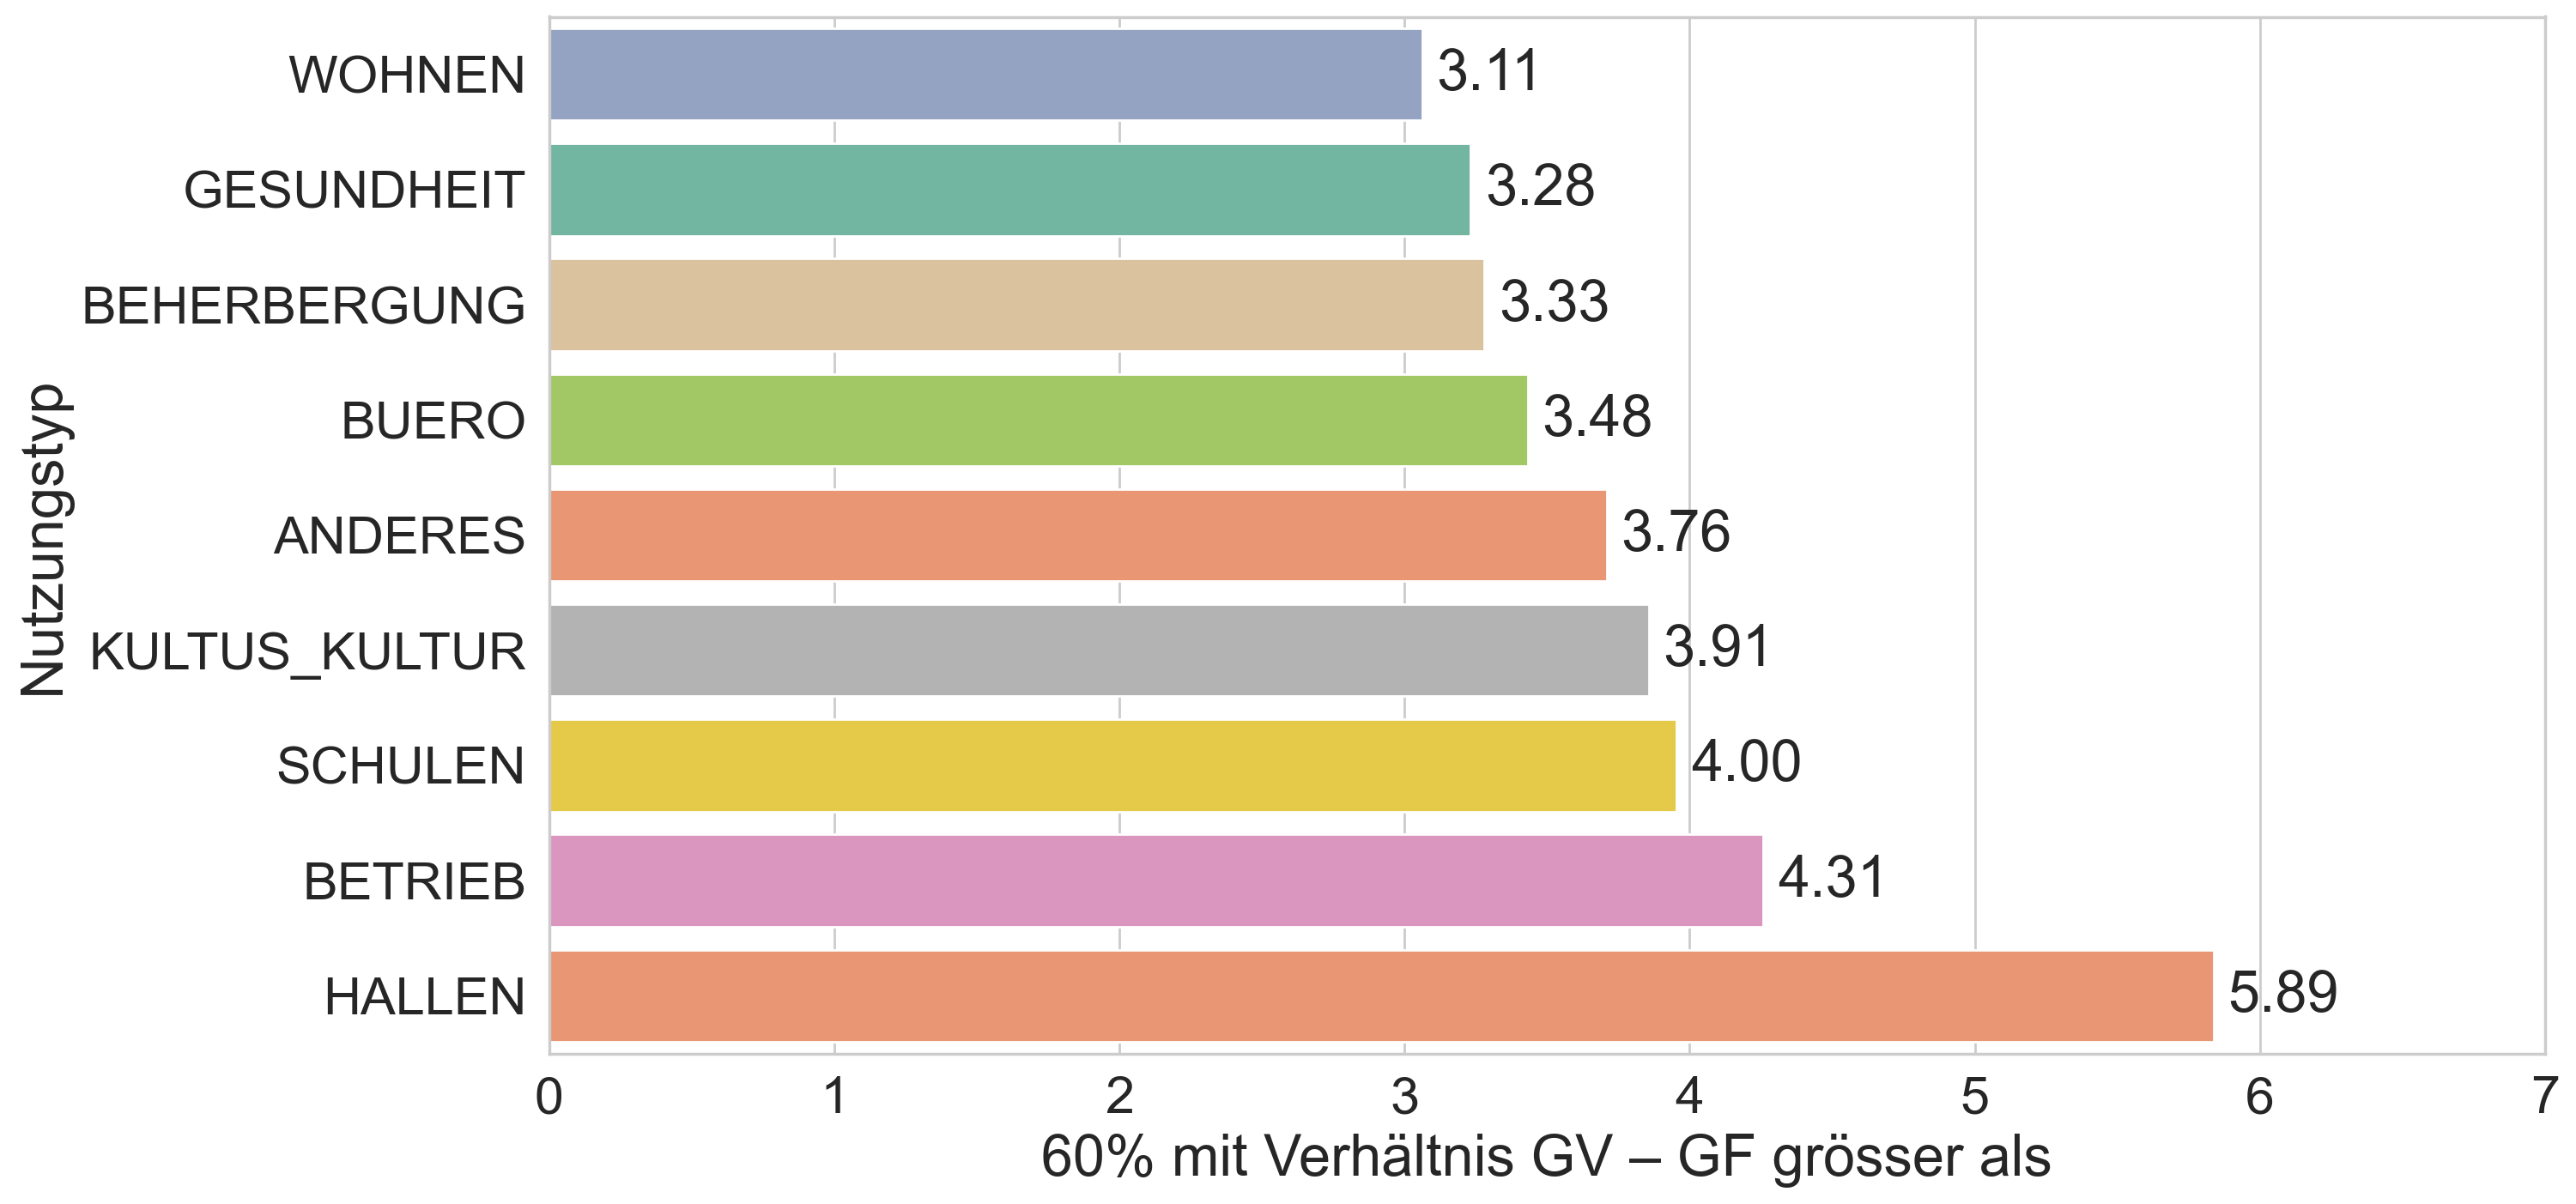 WOHNEN 3.11
GESUNDHEIT 3.28
BEHERBERGUNG 3.33
BUERO 3.48
ANDERES 3.76
KULTUS_KULTUR 3.91
SCHULEN 4.00
BETRIEB 4.31
HALLEN 5.89
Nutzungstyp
0 1 2 3 4 5 6 7
60% mit Verhältnis GV – GF grösser als